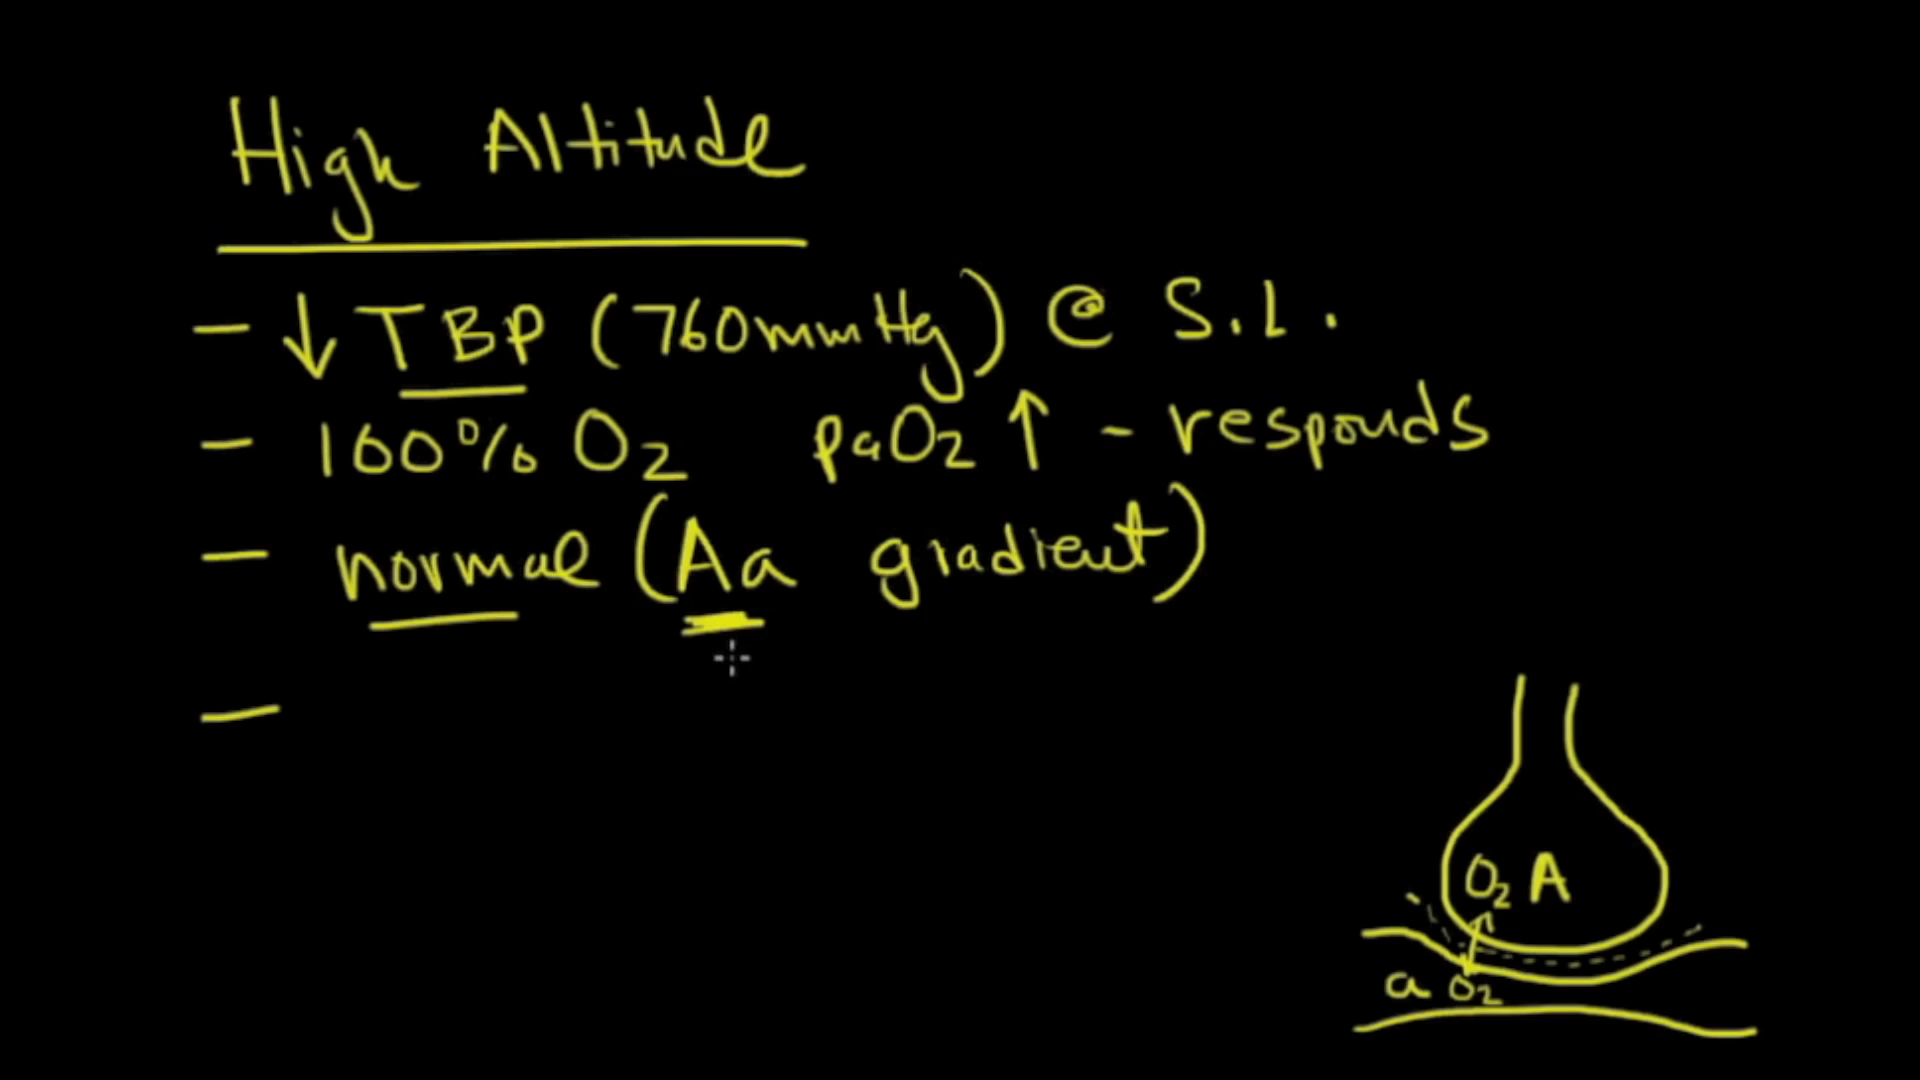 High Altitude
- ↓ TBP (760mmHg) @ S.L.
- 100% O2 paO2 ↑ - responds
- normal (Aa gradient)
-
O2 A
a O2